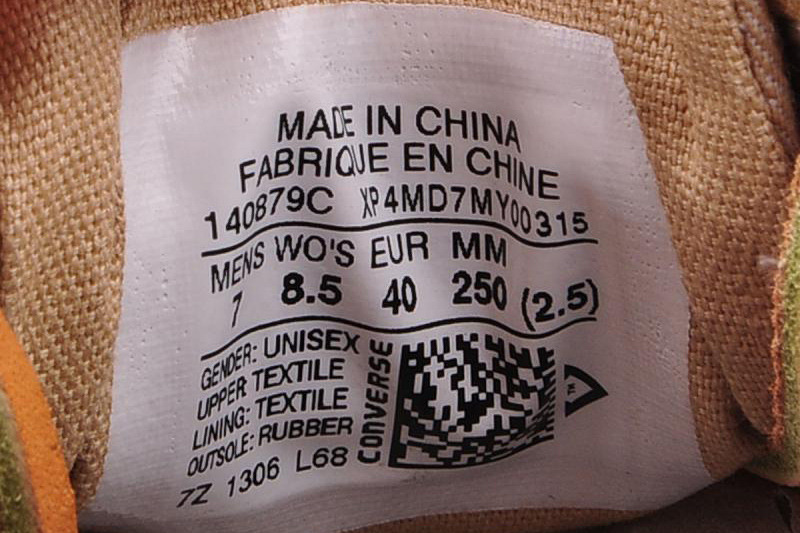 MADE IN CHINA
FABRIQUE EN CHINE
140879C XP4MD7MY00315
MENS WO'S EUR MM
7 8.5 40 250 (2.5)
GENDER: UNISEX
UPPER: TEXTILE
LINING: TEXTILE
OUTSOLE: RUBBER
7Z 1306 L68
CONVERSE
TM